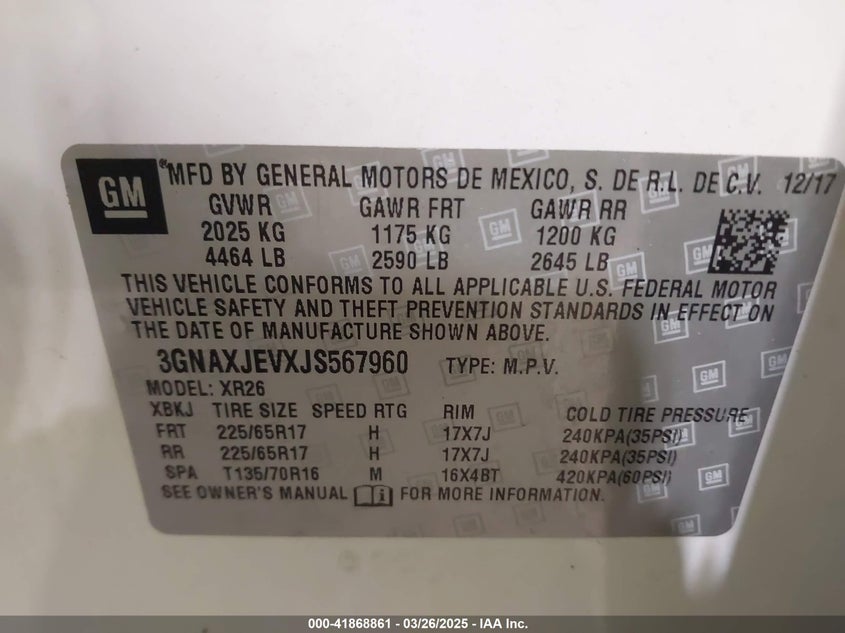 GM
®MFD BY GENERAL MOTORS DE MEXICO, S. DE R.L. DE C.V. 12/17
GVWR GAWR FRT GAWR RR
2025 KG 1175 KG 1200 KG
4464 LB 2590 LB 2645 LB
THIS VEHICLE CONFORMS TO ALL APPLICABLE U.S. FEDERAL MOTOR
VEHICLE SAFETY AND THEFT PREVENTION STANDARDS IN EFFECT ON
THE DATE OF MANUFACTURE SHOWN ABOVE.
3GNAXJEVXJS567960 TYPE: M.P.V.
MODEL: XR26
XBKJ TIRE SIZE SPEED RTG RIM COLD TIRE PRESSURE
FRT 225/65R17 H 17X7J 240KPA(35PSI)
RR 225/65R17 H 17X7J 240KPA(35PSI)
SPA T135/70R16 M 16X4BT 420KPA(60PSI)
SEE OWNER'S MANUAL FOR MORE INFORMATION.
000-41868861 - 03/26/2025 - IAA Inc.